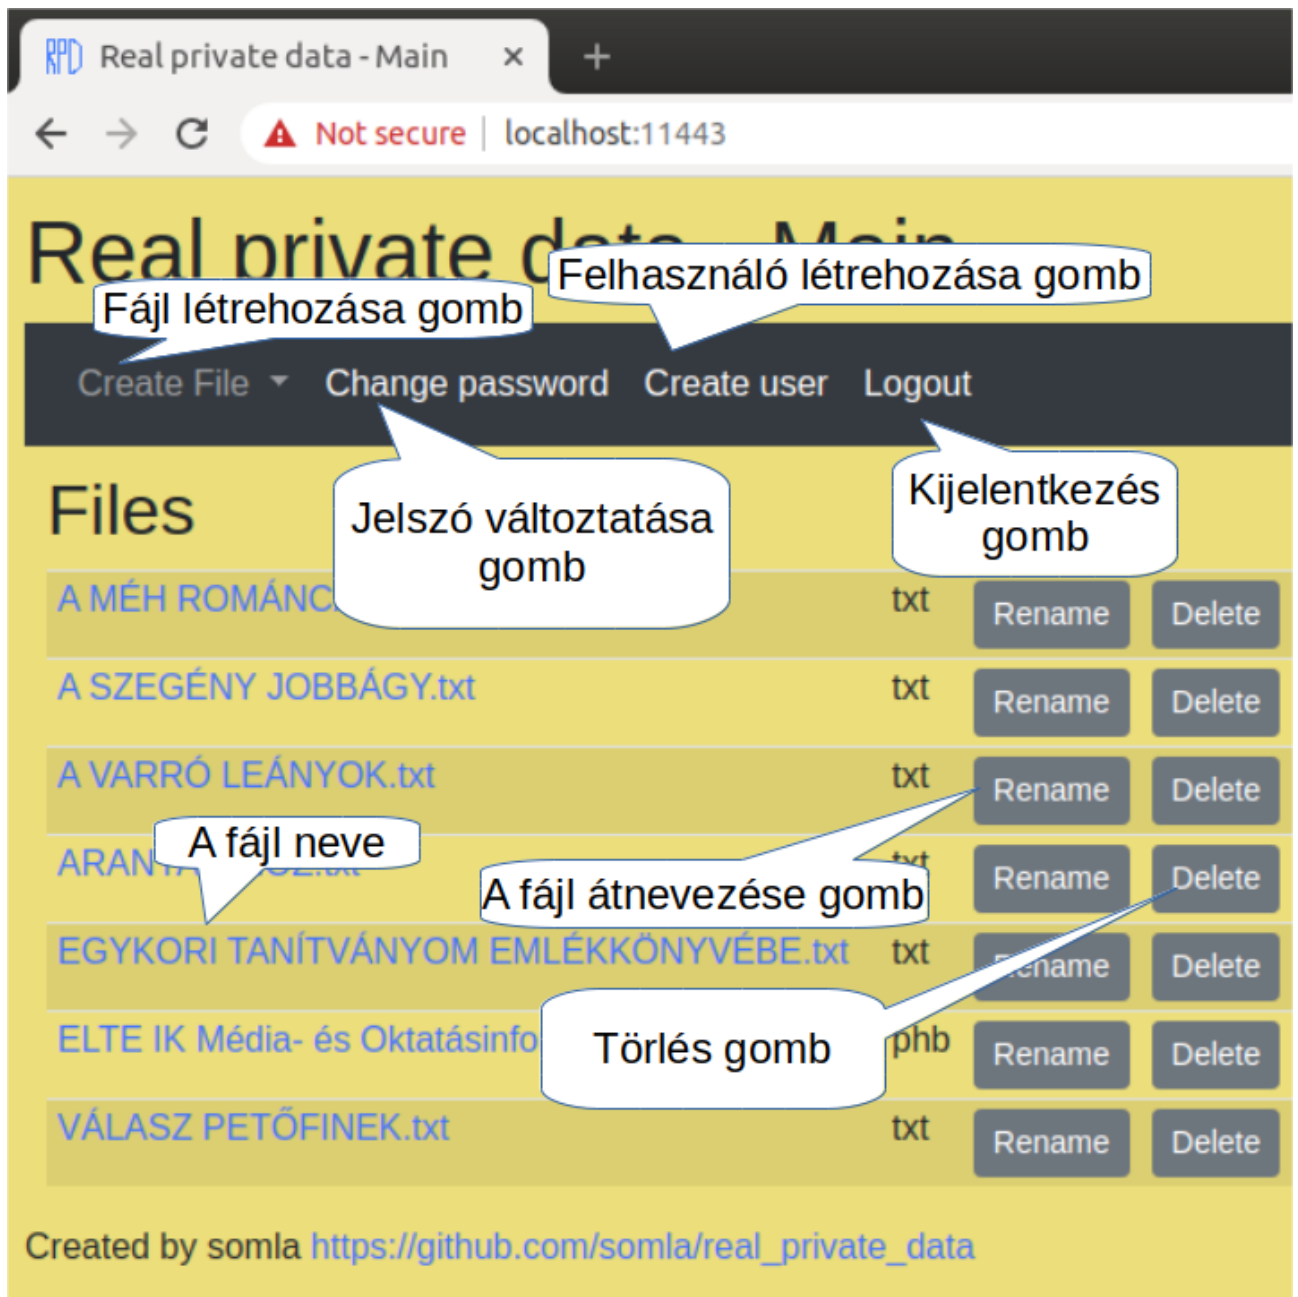 RPD Real private data - Main × +
Not secure localhost:11443
Real private data - Main
Felhasználó létrehozása gomb
Fájl létrehozása gomb
Create File Change password Create user Logout
Files
Jelszó változtatása
gomb
Kijelentkezés
gomb
A MÉH txt Rename Delete
A SZEGÉNY JOBBÁGY.txt txt Rename Delete
A VARRÓ LEÁNYOK.txt txt Rename Delete
A fájl neve
txt Rename Delete
A fájl átnevezése gomb
EGYKORI TANÍTVÁNYOM EMLÉKKÖNYVÉBE.txt txt Rename Delete
ELTE IK Média- és phb Rename Delete
Törlés gomb
VÁLASZ PETŐFINEK.txt txt Rename Delete
Created by somla https://github.com/somla/real_private_data